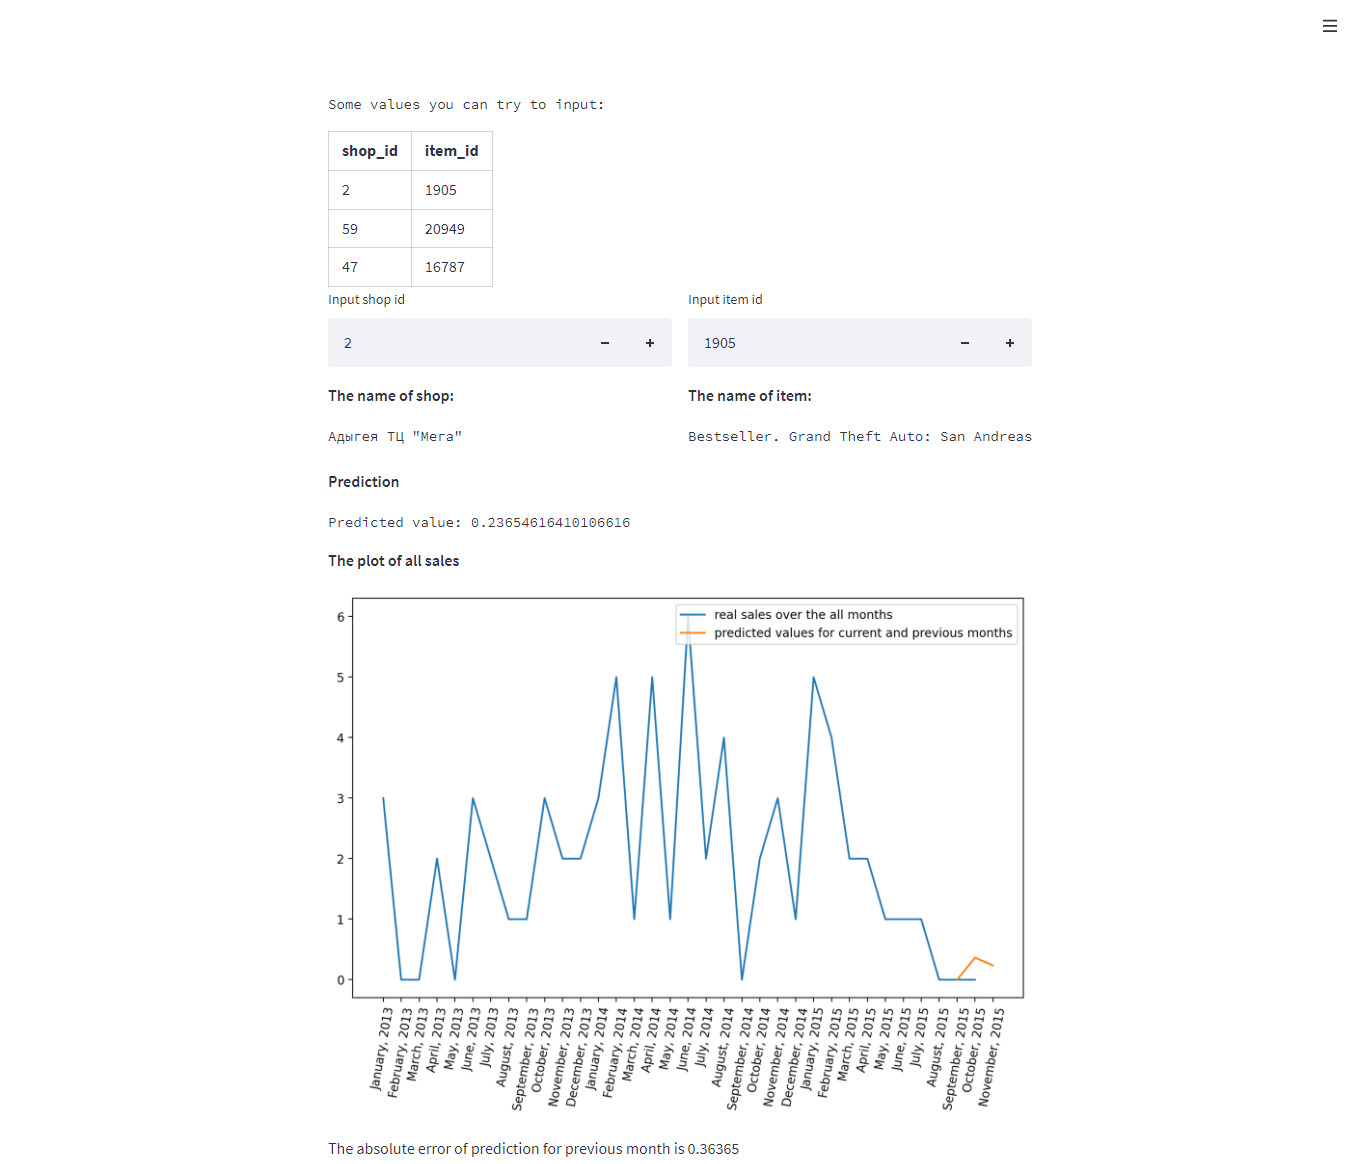 Some values you can try to input:
shop_id item_id
2 1905
59 20949
47 16787
Input shop id Input item id
2 − + 1905 − +
The name of shop: The name of item:
Адыгея ТЦ "Мега" Bestseller. Grand Theft Auto: San Andreas
Prediction
Predicted value: 0.23654616410106616
The plot of all sales
real sales over the all months
predicted values for current and previous months
6
5
4
3
2
1
0
January, 2013
February, 2013
March, 2013
April, 2013
May, 2013
June, 2013
July, 2013
August, 2013
September, 2013
October, 2013
November, 2013
December, 2013
January, 2014
February, 2014
March, 2014
April, 2014
May, 2014
June, 2014
July, 2014
August, 2014
September, 2014
October, 2014
November, 2014
December, 2014
January, 2015
February, 2015
March, 2015
April, 2015
May, 2015
June, 2015
July, 2015
August, 2015
September, 2015
October, 2015
November, 2015
The absolute error of prediction for previous month is 0.36365